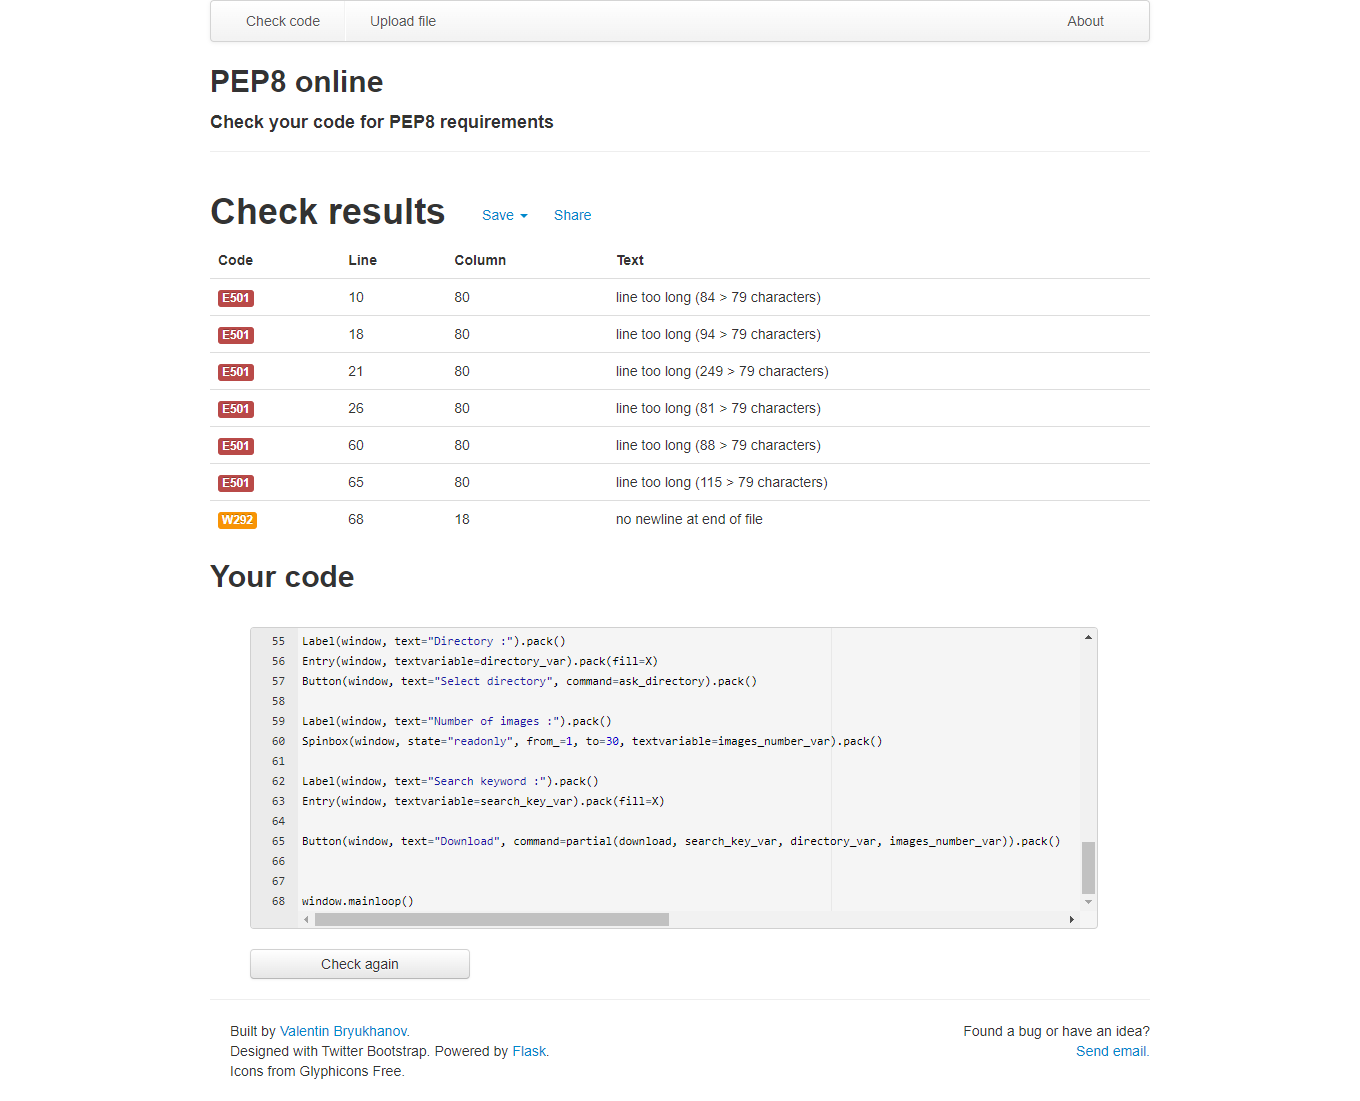 Check code Upload file About
PEP8 online
Check your code for PEP8 requirements
Check results Save Share
Code Line Column Text
E501 10 80 line too long (84 > 79 characters)
E501 18 80 line too long (94 > 79 characters)
E501 21 80 line too long (249 > 79 characters)
E501 26 80 line too long (81 > 79 characters)
E501 60 80 line too long (88 > 79 characters)
E501 65 80 line too long (115 > 79 characters)
W292 68 18 no newline at end of file
Your code
55 Label(window, text="Directory :").pack()
56 Entry(window, textvariable=directory_var).pack(fill=X)
57 Button(window, text="Select directory", command=ask_directory).pack()
58
59 Label(window, text="Number of images :").pack()
60 Spinbox(window, state="readonly", from_=1, to=30, textvariable=images_number_var).pack()
61
62 Label(window, text="Search keyword :").pack()
63 Entry(window, textvariable=search_key_var).pack(fill=X)
64
65 Button(window, text="Download", command=partial(download, search_key_var, directory_var, images_number_var)).pack()
66
67
68 window.mainloop()
Check again
Built by Valentin Bryukhanov. Found a bug or have an idea?
Designed with Twitter Bootstrap. Powered by Flask. Send email.
Icons from Glyphicons Free.